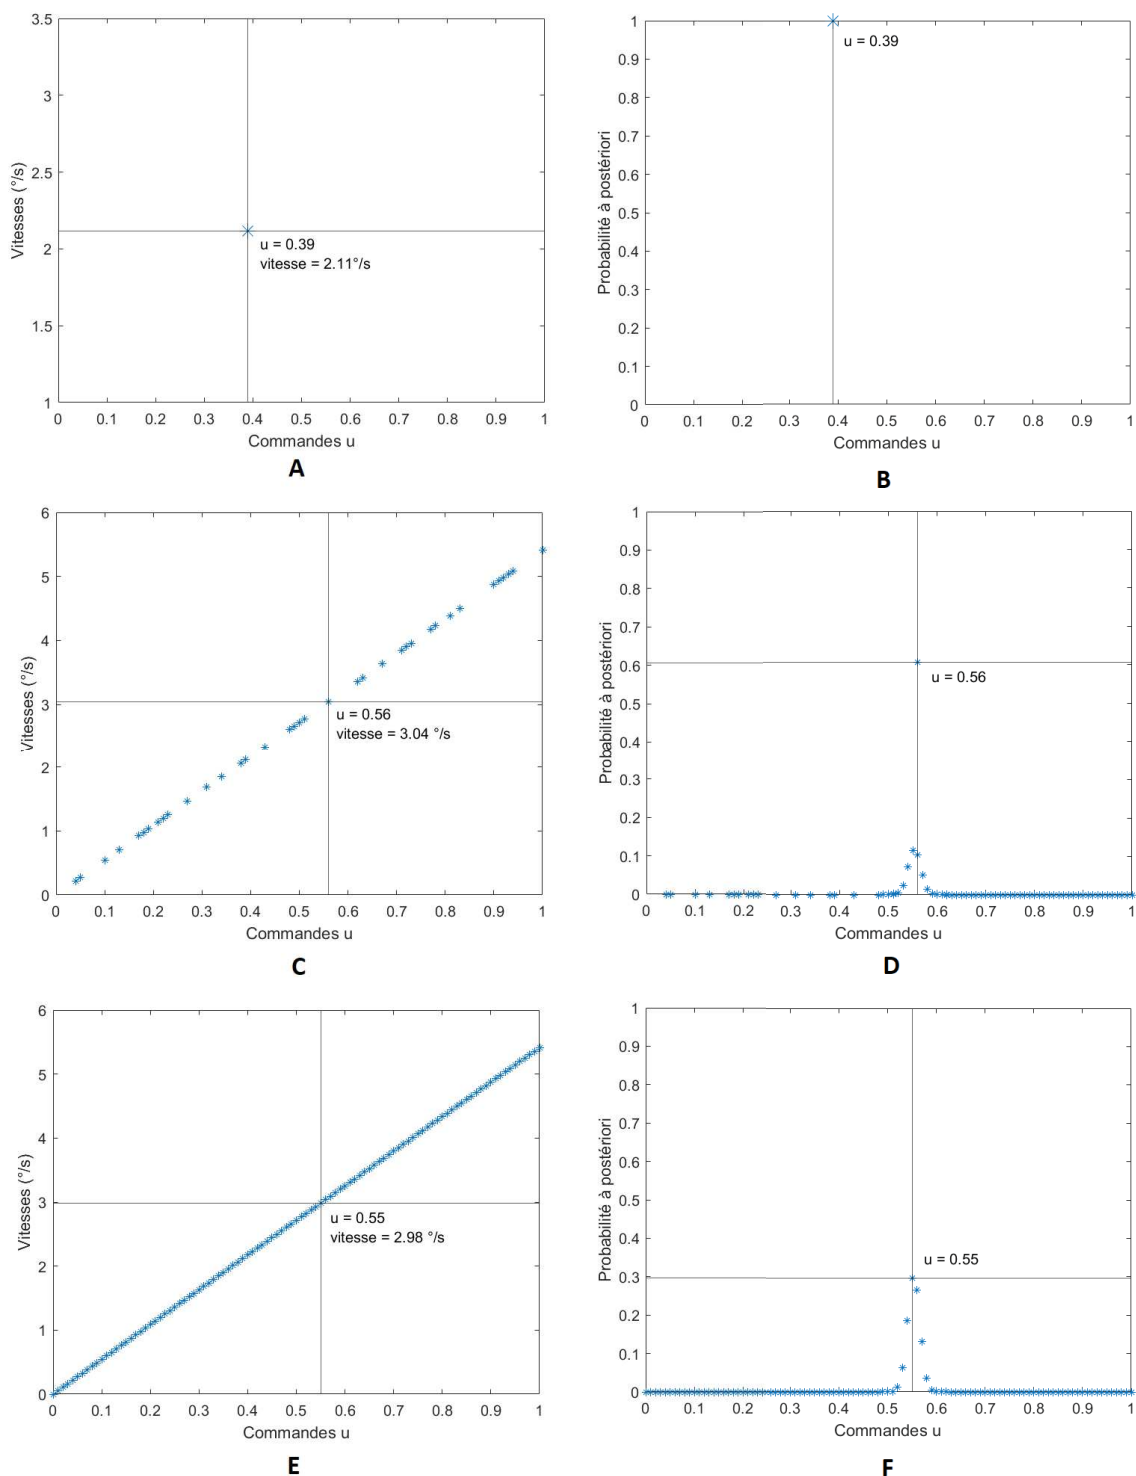 3.5
3
2.5
2
1.5
1
Vitesses (°/s)
u = 0.39
vitesse = 2.11°/s
0 0.1 0.2 0.3 0.4 0.5 0.6 0.7 0.8 0.9 1
Commandes u
A
1
0.9
0.8
0.7
0.6
0.5
0.4
0.3
0.2
0.1
0
Probabilité à postériori
u = 0.39
0 0.1 0.2 0.3 0.4 0.5 0.6 0.7 0.8 0.9 1
Commandes u
B
6
5
4
3
2
1
0
Vitesses (°/s)
u = 0.56
vitesse = 3.04 °/s
0 0.1 0.2 0.3 0.4 0.5 0.6 0.7 0.8 0.9 1
Commandes u
C
1
0.9
0.8
0.7
0.6
0.5
0.4
0.3
0.2
0.1
0
Probabilité à postériori
u = 0.56
0 0.1 0.2 0.3 0.4 0.5 0.6 0.7 0.8 0.9 1
Commandes u
D
6
5
4
3
2
1
0
Vitesses (°/s)
u = 0.55
vitesse = 2.98 °/s
0 0.1 0.2 0.3 0.4 0.5 0.6 0.7 0.8 0.9 1
Commandes u
E
1
0.9
0.8
0.7
0.6
0.5
0.4
0.3
0.2
0.1
0
Probabilité à postériori
u = 0.55
0 0.1 0.2 0.3 0.4 0.5 0.6 0.7 0.8 0.9 1
Commandes u
F